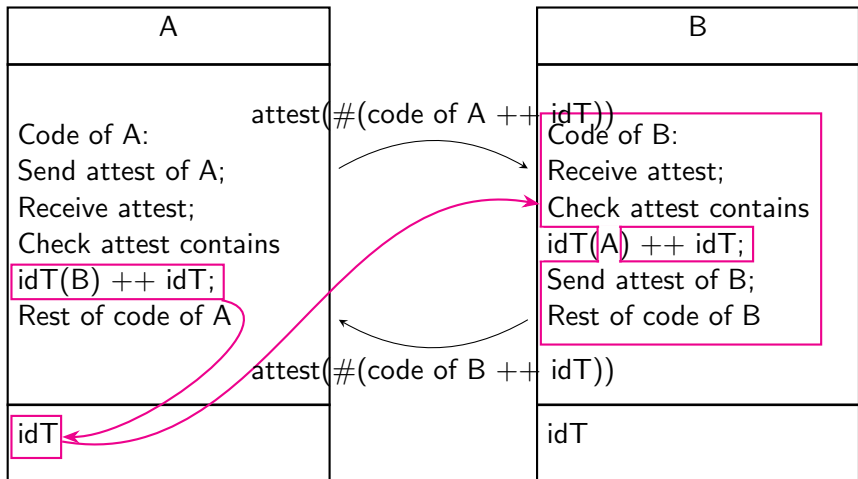 A
Code of A:
Send attest of A;
Receive attest;
Check attest contains
idT(B) ++ idT;
Rest of code of A
idT
attest(#(code of A ++ idT))
attest(#(code of B ++ idT))
B
Code of B:
Receive attest;
Check attest contains
idT(A) ++ idT;
Send attest of B;
Rest of code of B
idT